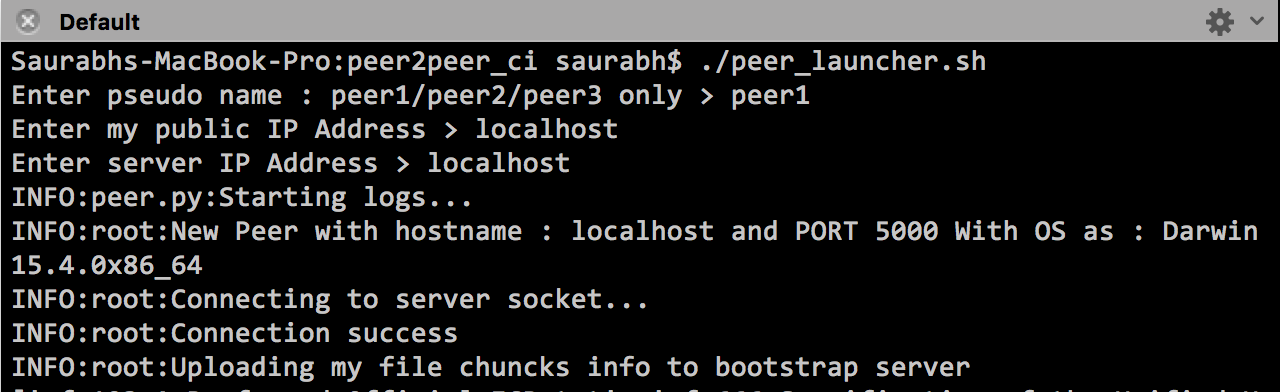 Default
Saurabhs-MacBook-Pro:peer2peer_ci saurabh$ ./peer_launcher.sh
Enter pseudo name : peer1/peer2/peer3 only > peer1
Enter my public IP Address > localhost
Enter server IP Address > localhost
INFO:peer.py:Starting logs...
INFO:root:New Peer with hostname : localhost and PORT 5000 With OS as : Darwin
15.4.0x86_64
INFO:root:Connecting to server socket...
INFO:root:Connection success
INFO:root:Uploading my file chuncks info to bootstrap server